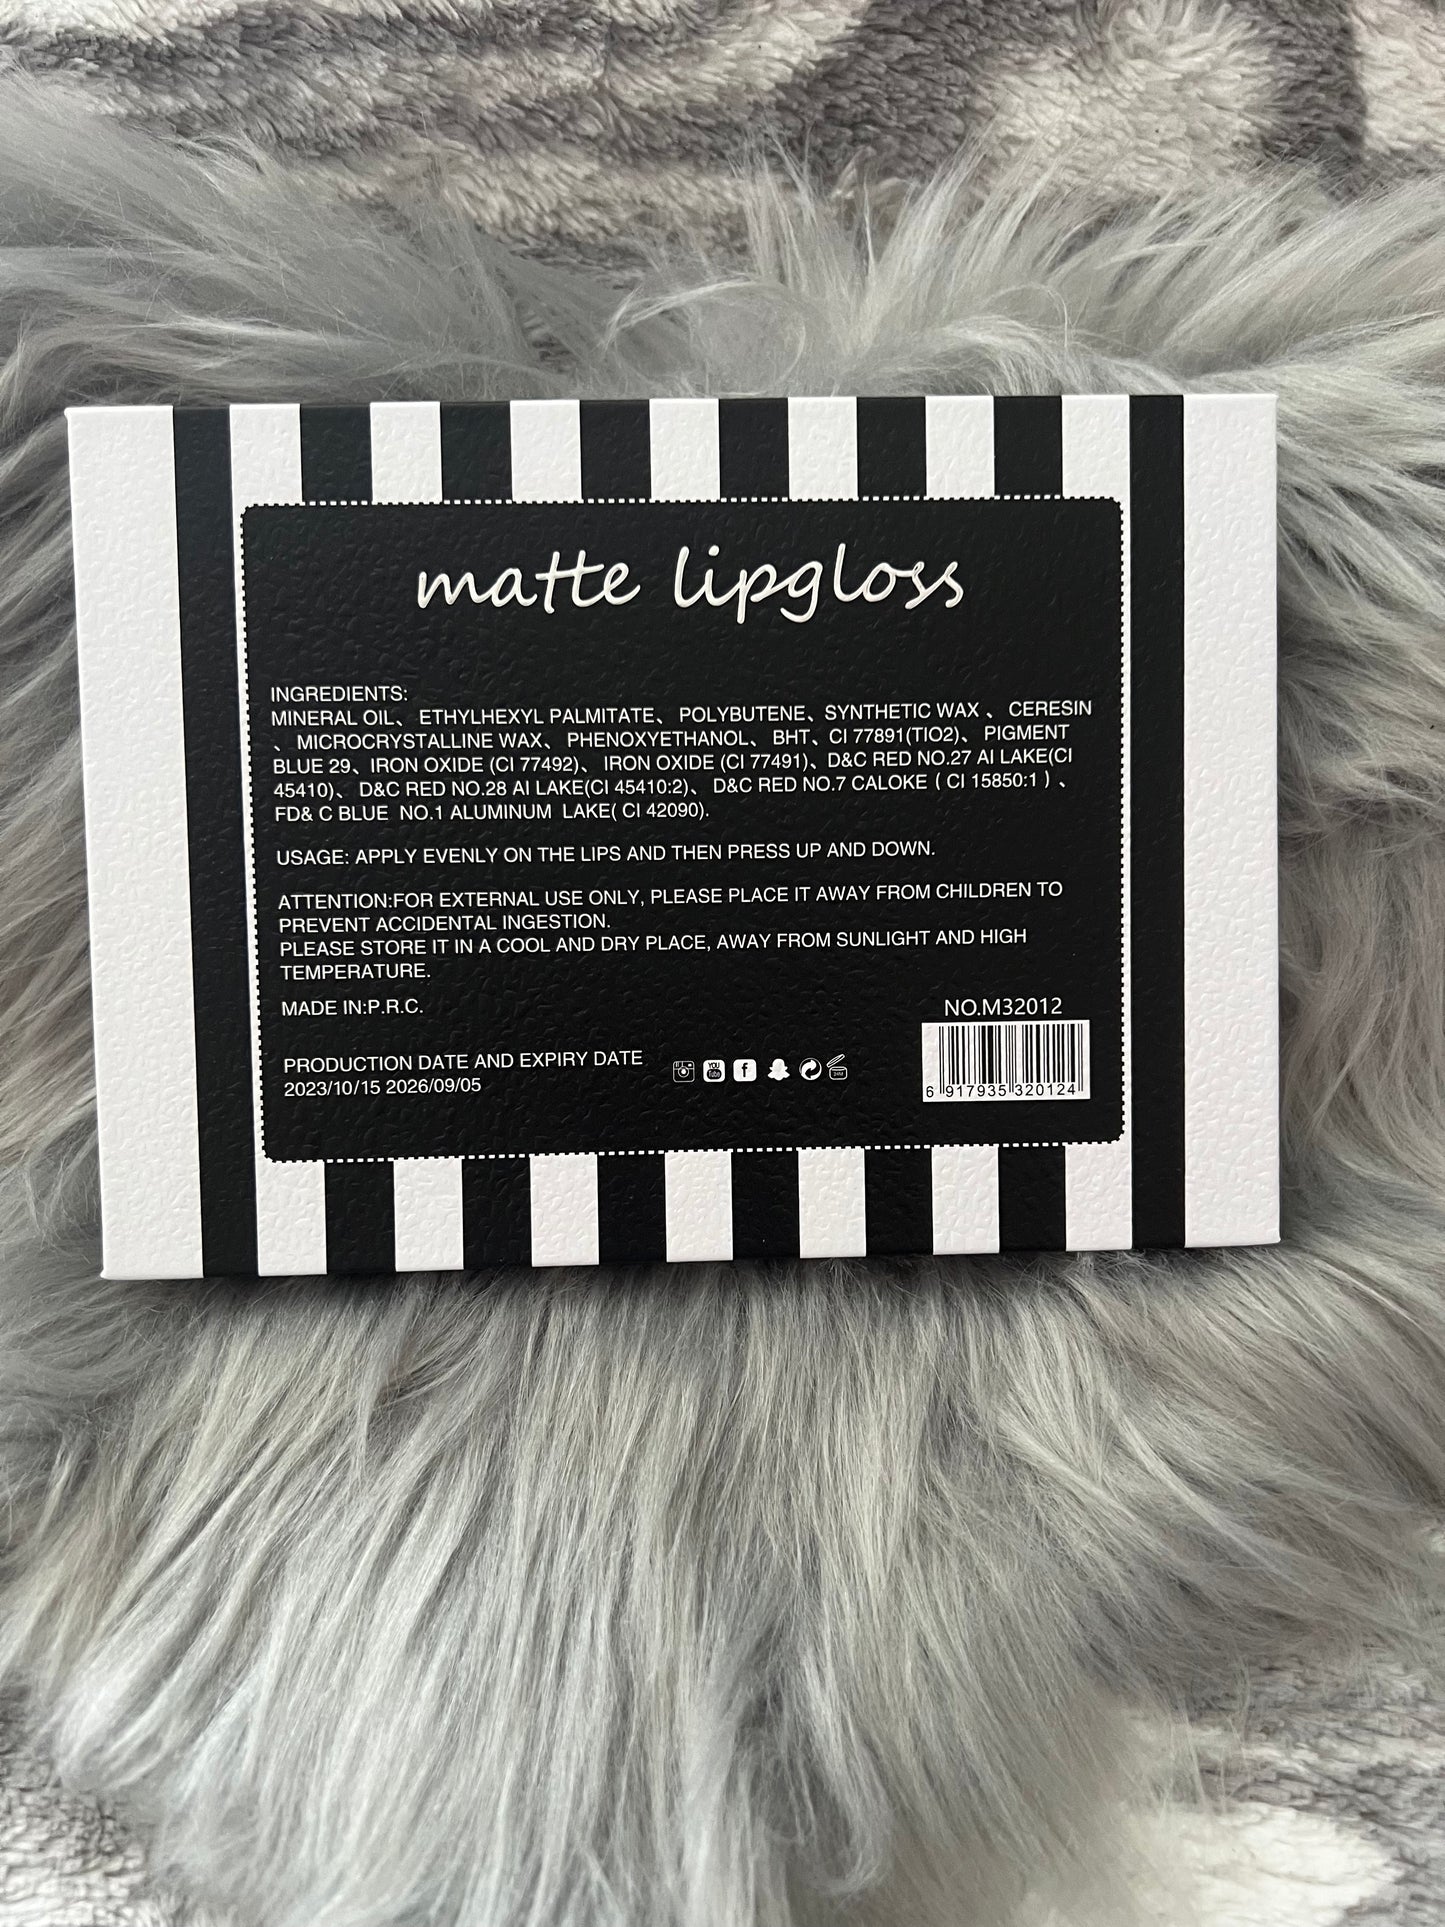 matte lipgloss
INGREDIENTS:
MINERAL OIL、 ETHYLHEXYL PALMITATE、 POLYBUTENE、SYNTHETIC WAX 、 CERESIN
、 MICROCRYSTALLINE WAX、 PHENOXYETHANOL、 BHT、CI 77891(TIO2)、 PIGMENT
BLUE 29、IRON OXIDE (CI 77492)、 IRON OXIDE (CI 77491)、D&C RED NO.27 AI LAKE(CI
45410)、 D&C RED NO.28 AI LAKE(CI 45410:2)、 D&C RED NO.7 CALOKE ( CI 15850:1 ) 、
FD& C BLUE  NO.1 ALUMINUM  LAKE( CI 42090).
USAGE: APPLY EVENLY ON THE LIPS AND THEN PRESS UP AND DOWN.
ATTENTION:FOR EXTERNAL USE ONLY, PLEASE PLACE IT AWAY FROM CHILDREN TO
PREVENT ACCIDENTAL INGESTION.
PLEASE STORE IT IN A COOL AND DRY PLACE, AWAY FROM SUNLIGHT AND HIGH
TEMPERATURE.
MADE IN:P.R.C.
NO.M32012
PRODUCTION DATE AND EXPIRY DATE
2023/10/15 2026/09/05
YOU
Tube
f
24M
6 917935 320124